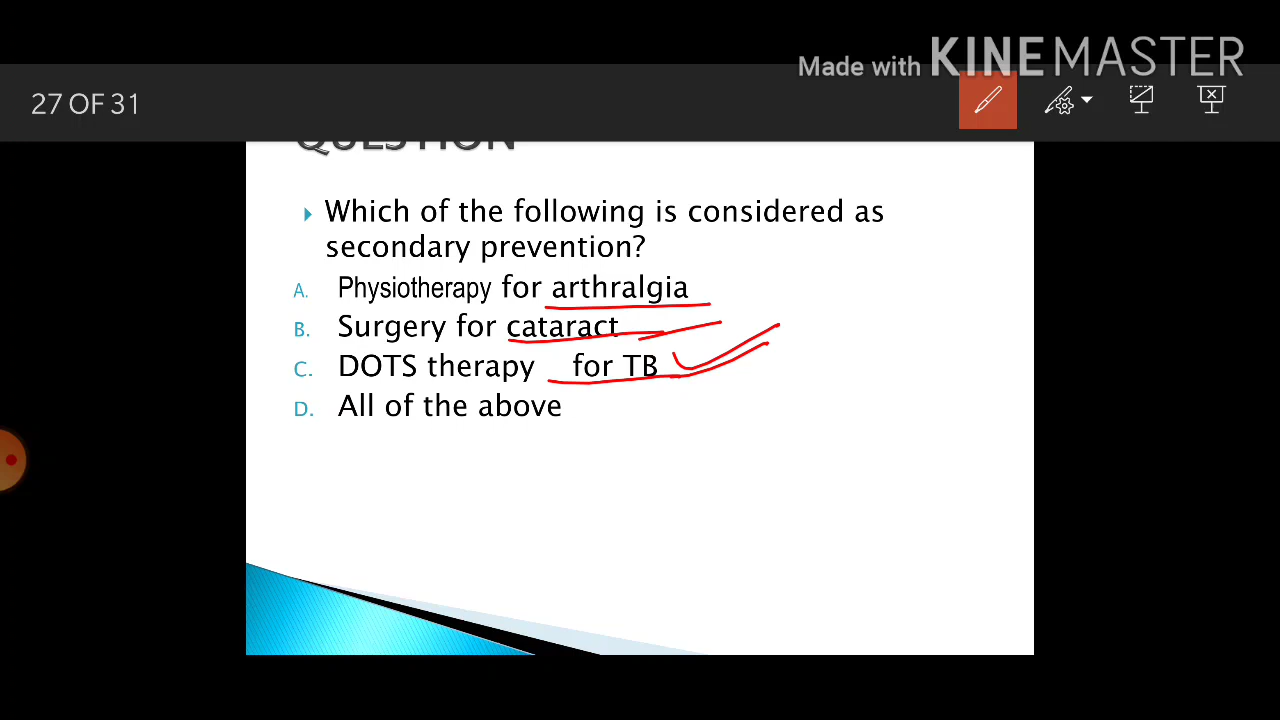 Made with KINEMASTER
27 OF 31
QUESTION
Which of the following is considered as
secondary prevention?
A. Physiotherapy for arthralgia
B. Surgery for cataract
C. DOTS therapy for TB
D. All of the above